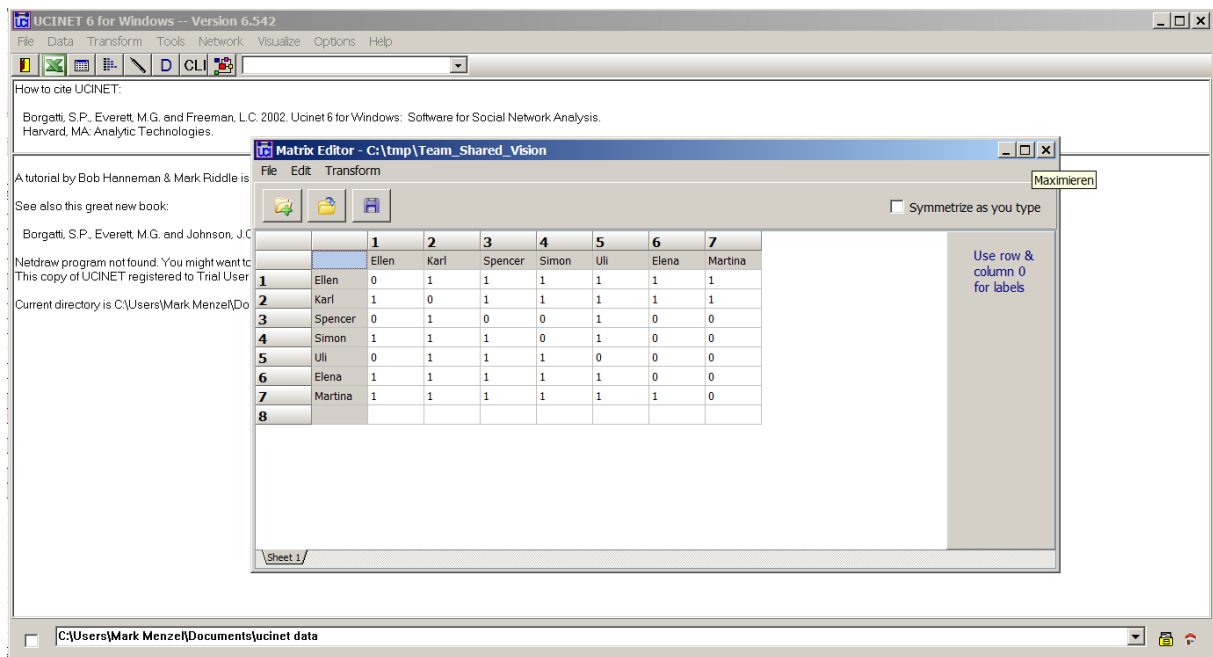 UCINET 6 for Windows -- Version 6.542
File Data Transform Tools Network Visualize Options Help
D CLI
How to cite UCINET:
Borgatti, S.P., Everett, M.G. and Freeman, L.C. 2002. Ucinet 6 for Windows: Software for Social Network Analysis.
Harvard, MA: Analytic Technologies.
A tutorial by Bob Hanneman & Mark Riddle is
See also this great new book:
Borgatti, S.P., Everett, M.G. and Johnson, J.C
Netdraw program not found. You might want to
This copy of UCINET registered to Trial User
Current directory is C:\Users\Mark Menzel\Do
Matrix Editor - C:\tmp\Team_Shared_Vision
File Edit Transform
Maximieren
Symmetrize as you type
1 2 3 4 5 6 7
Ellen Karl Spencer Simon Uli Elena Martina
1 Ellen 0 1 1 1 1 1 1
2 Karl 1 0 1 1 1 1 1
3 Spencer 0 1 0 0 1 0 0
4 Simon 1 1 1 0 1 0 0
5 Uli 0 1 1 1 0 0 0
6 Elena 1 1 1 1 1 0 0
7 Martina 1 1 1 1 1 1 0
8
Use row &
column 0
for labels
Sheet 1
C:\Users\Mark Menzel\Documents\ucinet data